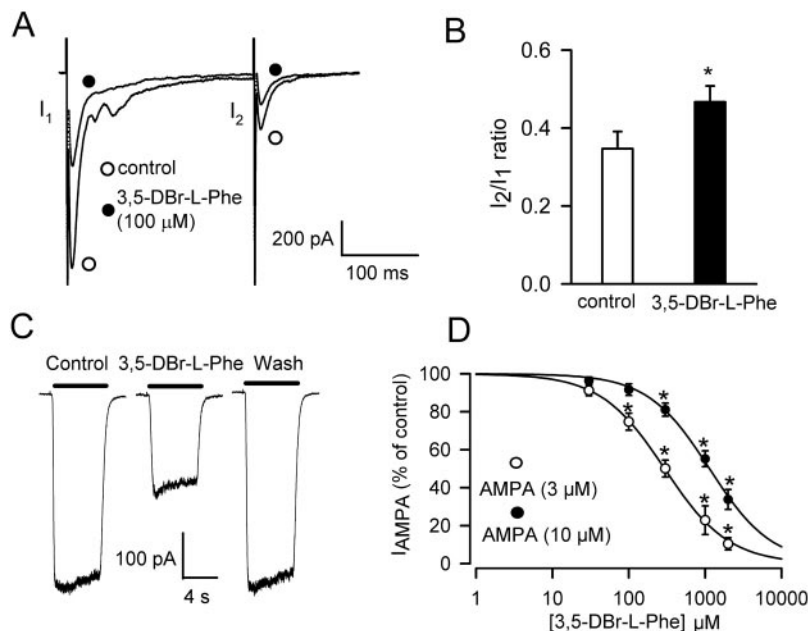 A
I1
I2
control
3,5-DBr-L-Phe
(100 µM)
200 pA
100 ms
B
I2/I1 ratio
0.6
0.4
0.2
0.0
*
control
3,5-DBr-L-Phe
C
Control 3,5-DBr-L-Phe Wash
100 pA
4 s
D
IAMPA (% of control)
100
80
60
40
20
0
* * * * * * *
AMPA (3 µM)
AMPA (10 µM)
1 10 100 1000 10000
[3,5-DBr-L-Phe] µM